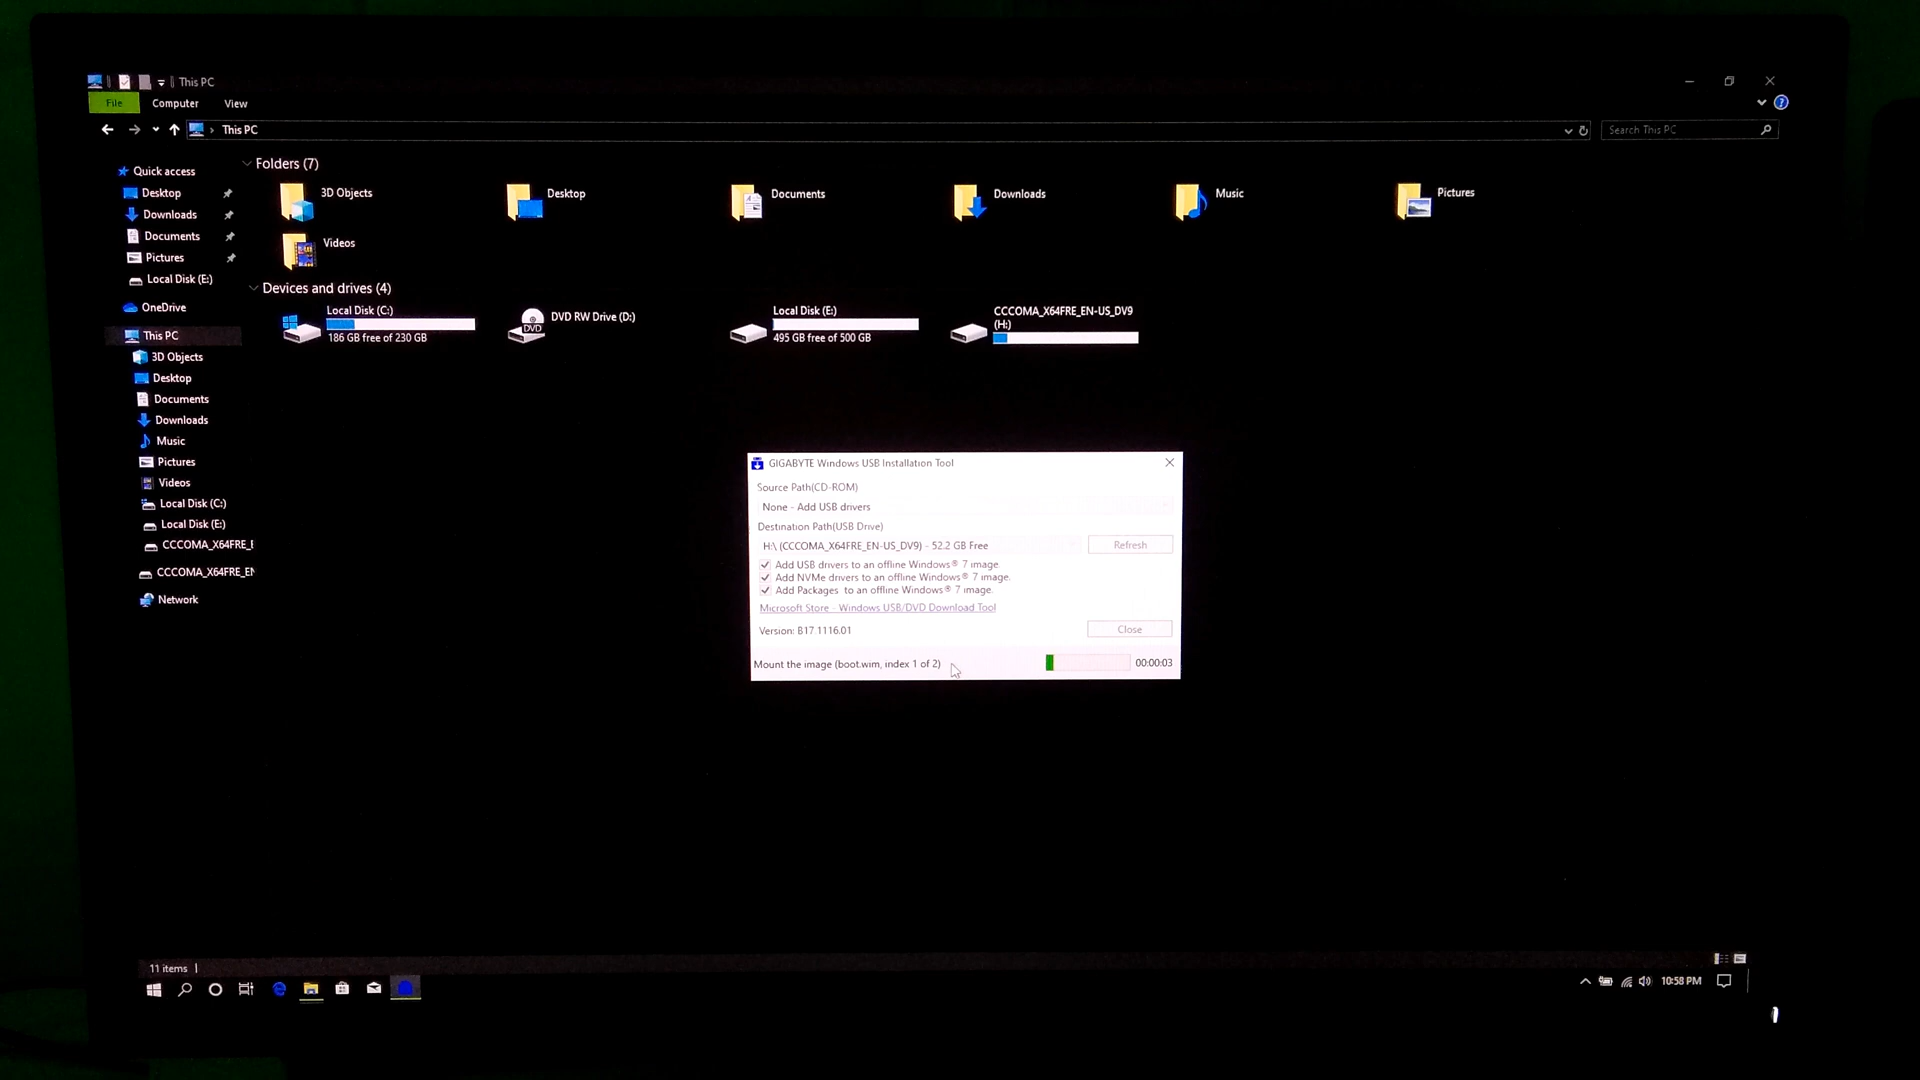 This PC
File Computer View
This PC
Search This PC
Quick access
Desktop
Downloads
Documents
Pictures
Local Disk (E:)
OneDrive
This PC
3D Objects
Desktop
Documents
Downloads
Music
Pictures
Videos
Local Disk (C:)
Local Disk (E:)
CCCOMA_X64FRE_E
CCCOMA_X64FRE_EN
Network
Folders (7)
3D Objects
Desktop
Documents
Downloads
Music
Pictures
Videos
Devices and drives (4)
Local Disk (C:)
186 GB free of 230 GB
DVD RW Drive (D:)
DVD
Local Disk (E:)
495 GB free of 500 GB
CCCOMA_X64FRE_EN-US_DV9
(H:)
GIGABYTE Windows USB Installation Tool
Source Path(CD-ROM)
None - Add USB drivers
Destination Path(USB Drive)
H:\ (CCCOMA_X64FRE_EN-US_DV9) - 52.2 GB Free
Refresh
Add USB drivers to an offline Windows® 7 image.
Add NVMe drivers to an offline Windows® 7 image.
Add Packages to an offline Windows® 7 image.
Microsoft Store - Windows USB/DVD Download Tool
Version: B17.1116.01
Close
Mount the image (boot.wim, index 1 of 2)
00:00:03
11 items
10:58 PM